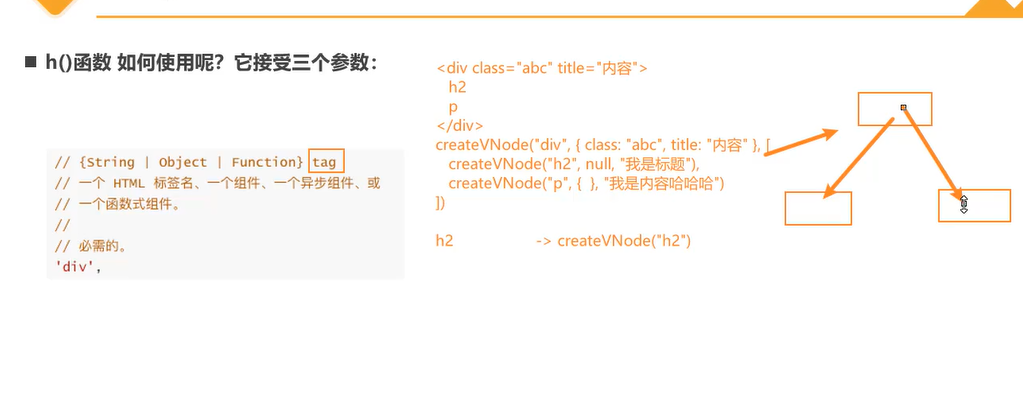 ■ h()函数 如何使用呢？它接受三个参数：
// {String | Object | Function} tag
// 一个 HTML 标签名、一个组件、一个异步组件、或
// 一个函数式组件。
//
// 必需的。
'div',
<div class="abc" title="内容">
h2
p
</div>
createVNode("div", { class: "abc", title: "内容" }, [
createVNode("h2", null, "我是标题"),
createVNode("p", { }, "我是内容哈哈哈")
])
h2 -> createVNode("h2")